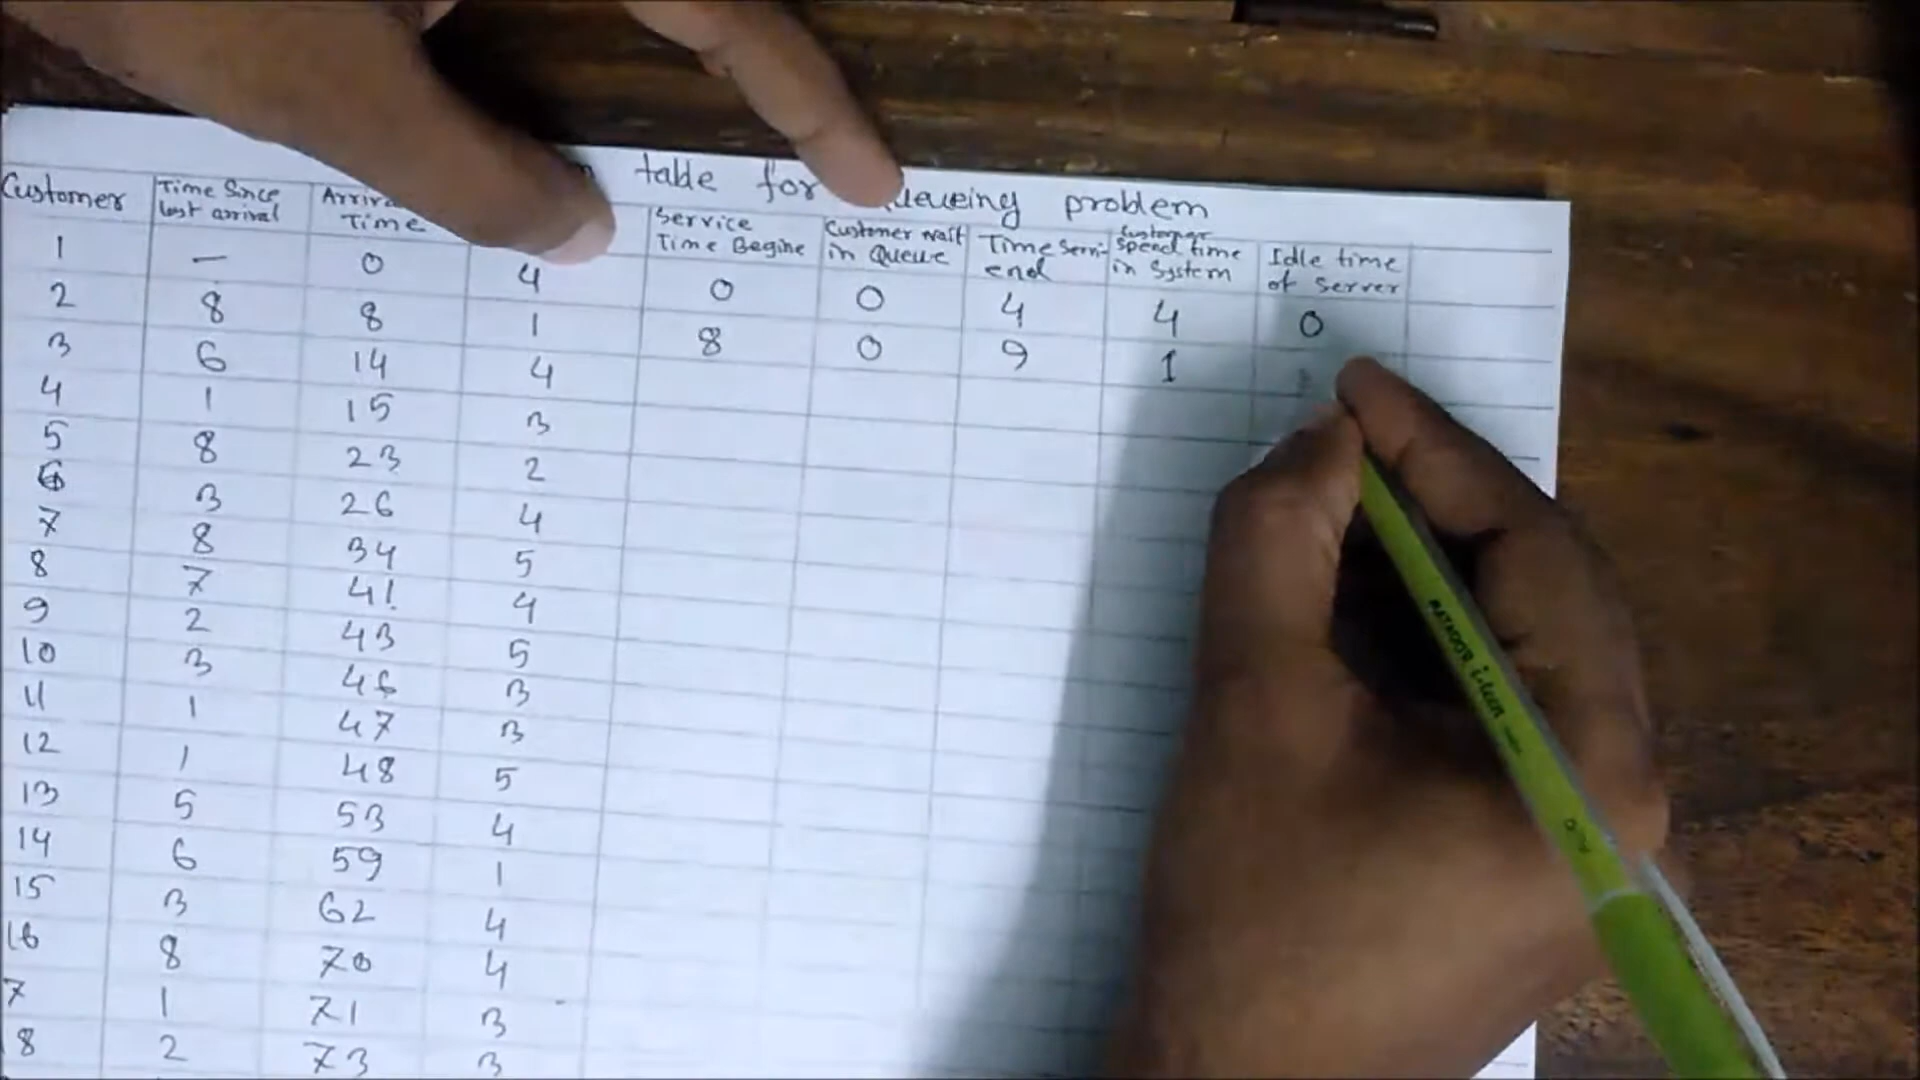 table for queueing problem
Customer Time Since last arrival Time Service Time Begine Customer wait in Queue Time end Customer Spend time in System Idle time of Server
1 — 0 4 0 0 4 4 0
2 8 8 1 8 0 9 1
3 6 14 4
4 1 15 3
5 8 23 2
6 3 26 4
7 8 34 5
8 7 41 4
9 2 43 5
10 3 46 3
11 1 47 3
12 1 48 5
13 5 53 4
14 6 59 1
15 3 62 4
16 8 70 4
7 1 71 3
8 2 73 3
MATADOR i-teen